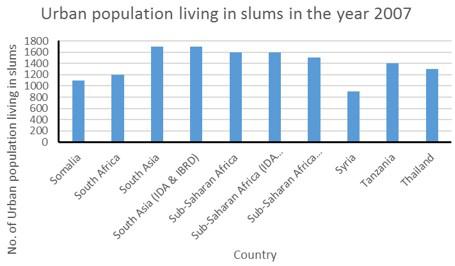 Urban population living in slums in the year 2007
No. of Urban population living in slums
1800
1600
1400
1200
1000
800
600
400
200
0
Somalia
South Africa
South Asia
South Asia (IDA & IBRD)
Sub-Saharan Africa
Sub-Saharan Africa (IDA...
Sub-Saharan Africa...
Syria
Tanzania
Thailand
Country